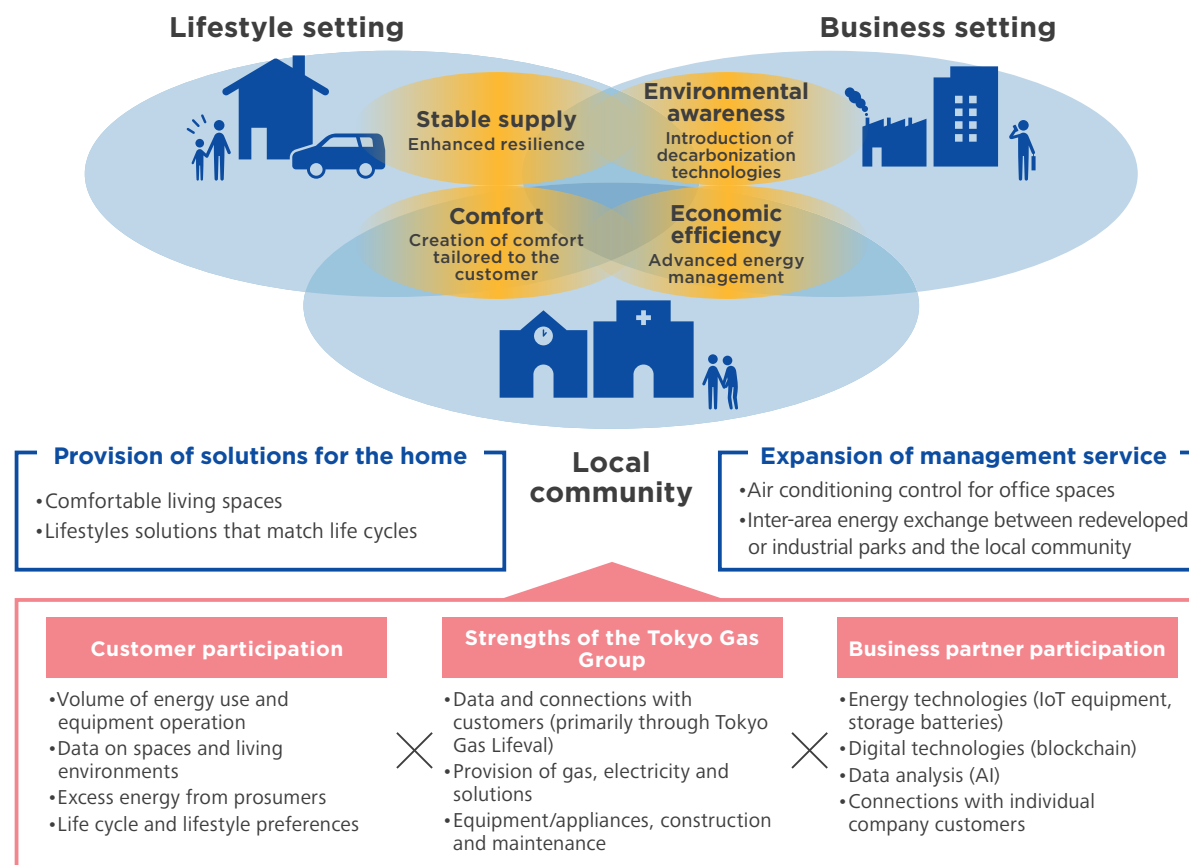 Lifestyle setting
Business setting
Stable supply
Enhanced resilience
Environmental
awareness
Introduction of
decarbonization
technologies
Comfort
Creation of comfort
tailored to the
customer
Economic
efficiency
Advanced energy
management
Local
community
Provision of solutions for the home
•Comfortable living spaces
•Lifestyles solutions that match life cycles
Expansion of management service
•Air conditioning control for office spaces
•Inter-area energy exchange between redeveloped
or industrial parks and the local community
Customer participation
•Volume of energy use and
equipment operation
•Data on spaces and living
environments
•Excess energy from prosumers
•Life cycle and lifestyle preferences
Strengths of the Tokyo Gas
Group
•Data and connections with
customers (primarily through Tokyo
Gas Lifeval)
•Provision of gas, electricity and
solutions
•Equipment/appliances, construction
and maintenance
Business partner participation
•Energy technologies (IoT equipment,
storage batteries)
•Digital technologies (blockchain)
•Data analysis (AI)
•Connections with individual
company customers